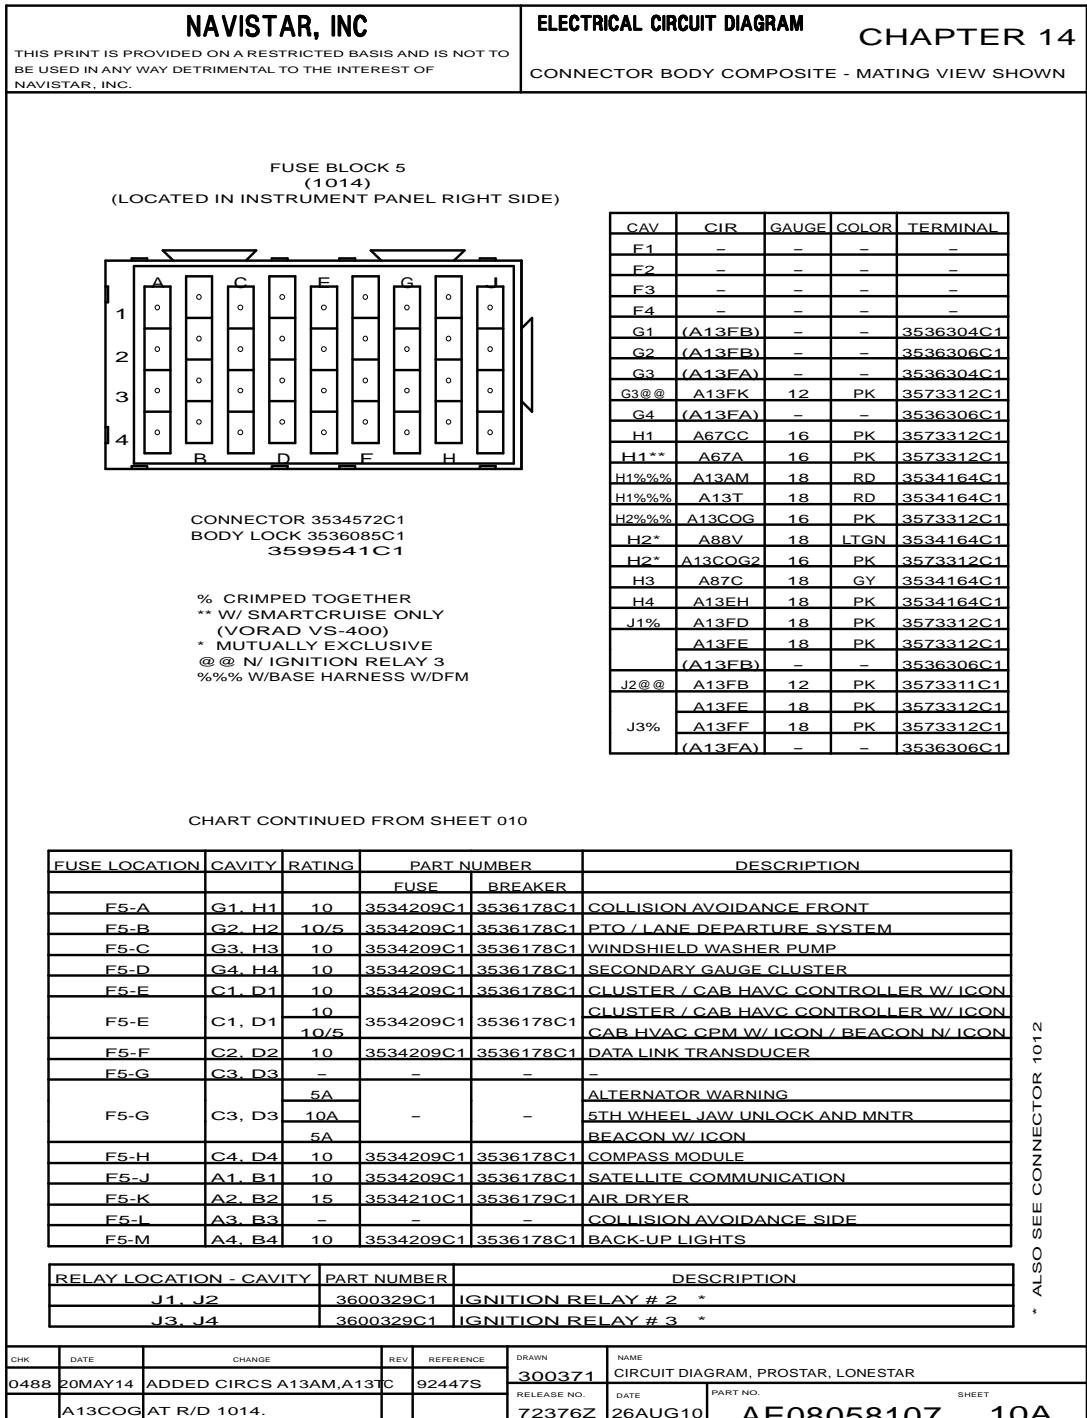 NAVISTAR, INC
THIS PRINT IS PROVIDED ON A RESTRICTED BASIS AND IS NOT TO
BE USED IN ANY WAY DETRIMENTAL TO THE INTEREST OF
NAVISTAR, INC.
ELECTRICAL CIRCUIT DIAGRAM
CHAPTER 14
CONNECTOR BODY COMPOSITE - MATING VIEW SHOWN
FUSE BLOCK 5
(1014)
(LOCATED IN INSTRUMENT PANEL RIGHT SIDE)
A C E G J
1
2
3
4
B D F H
CONNECTOR 3534572C1
BODY LOCK 3536085C1
3599541C1
% CRIMPED TOGETHER
** W/ SMARTCRUISE ONLY
(VORAD VS-400)
* MUTUALLY EXCLUSIVE
@@ N/ IGNITION RELAY 3
%%% W/BASE HARNESS W/DFM
CAV CIR GAUGE COLOR TERMINAL
F1 – – – –
F2 – – – –
F3 – – – –
F4 – – – –
G1 (A13FB) – – 3536304C1
G2 (A13FB) – – 3536306C1
G3 (A13FA) – – 3536304C1
G3@@ A13FK 12 PK 3573312C1
G4 (A13FA) – – 3536306C1
H1 A67CC 16 PK 3573312C1
H1** A67A 16 PK 3573312C1
H1%%% A13AM 18 RD 3534164C1
H1%%% A13T 18 RD 3534164C1
H2%%% A13COG 16 PK 3573312C1
H2* A88V 18 LTGN 3534164C1
H2* A13COG2 16 PK 3573312C1
H3 A87C 18 GY 3534164C1
H4 A13EH 18 PK 3534164C1
J1% A13FD 18 PK 3573312C1
A13FE 18 PK 3573312C1
(A13FB) – – 3536306C1
J2@@ A13FB 12 PK 3573311C1
A13FE 18 PK 3573312C1
J3% A13FF 18 PK 3573312C1
(A13FA) – – 3536306C1
CHART CONTINUED FROM SHEET 010
FUSE LOCATION CAVITY RATING PART NUMBER DESCRIPTION
FUSE BREAKER
F5-A G1, H1 10 3534209C1 3536178C1 COLLISION AVOIDANCE FRONT
F5-B G2, H2 10/5 3534209C1 3536178C1 PTO / LANE DEPARTURE SYSTEM
F5-C G3, H3 10 3534209C1 3536178C1 WINDSHIELD WASHER PUMP
F5-D G4, H4 10 3534209C1 3536178C1 SECONDARY GAUGE CLUSTER
F5-E C1, D1 10 3534209C1 3536178C1 CLUSTER / CAB HAVC CONTROLLER W/ ICON
F5-E C1, D1 10 3534209C1 3536178C1 CLUSTER / CAB HAVC CONTROLLER W/ ICON
10/5 CAB HVAC CPM W/ ICON / BEACON N/ ICON
F5-F C2, D2 10 3534209C1 3536178C1 DATA LINK TRANSDUCER
F5-G C3, D3 – – – –
5A ALTERNATOR WARNING
F5-G C3, D3 10A – – 5TH WHEEL JAW UNLOCK AND MNTR
5A BEACON W/ ICON
F5-H C4, D4 10 3534209C1 3536178C1 COMPASS MODULE
F5-J A1, B1 10 3534209C1 3536178C1 SATELLITE COMMUNICATION
F5-K A2, B2 15 3534210C1 3536179C1 AIR DRYER
F5-L A3, B3 – – – COLLISION AVOIDANCE SIDE
F5-M A4, B4 10 3534209C1 3536178C1 BACK-UP LIGHTS
* ALSO SEE CONNECTOR 1012
RELAY LOCATION - CAVITY PART NUMBER DESCRIPTION
J1, J2 3600329C1 IGNITION RELAY # 2 *
J3, J4 3600329C1 IGNITION RELAY # 3 *
CHK DATE CHANGE REV REFERENCE DRAWN NAME
0488 20MAY14 ADDED CIRCS A13AM,A13T C 92447S 300371 CIRCUIT DIAGRAM, PROSTAR, LONESTAR
RELEASE NO. DATE PART NO. SHEET
A13COG AT R/D 1014. 72376Z 26AUG10 AE08058107 10A